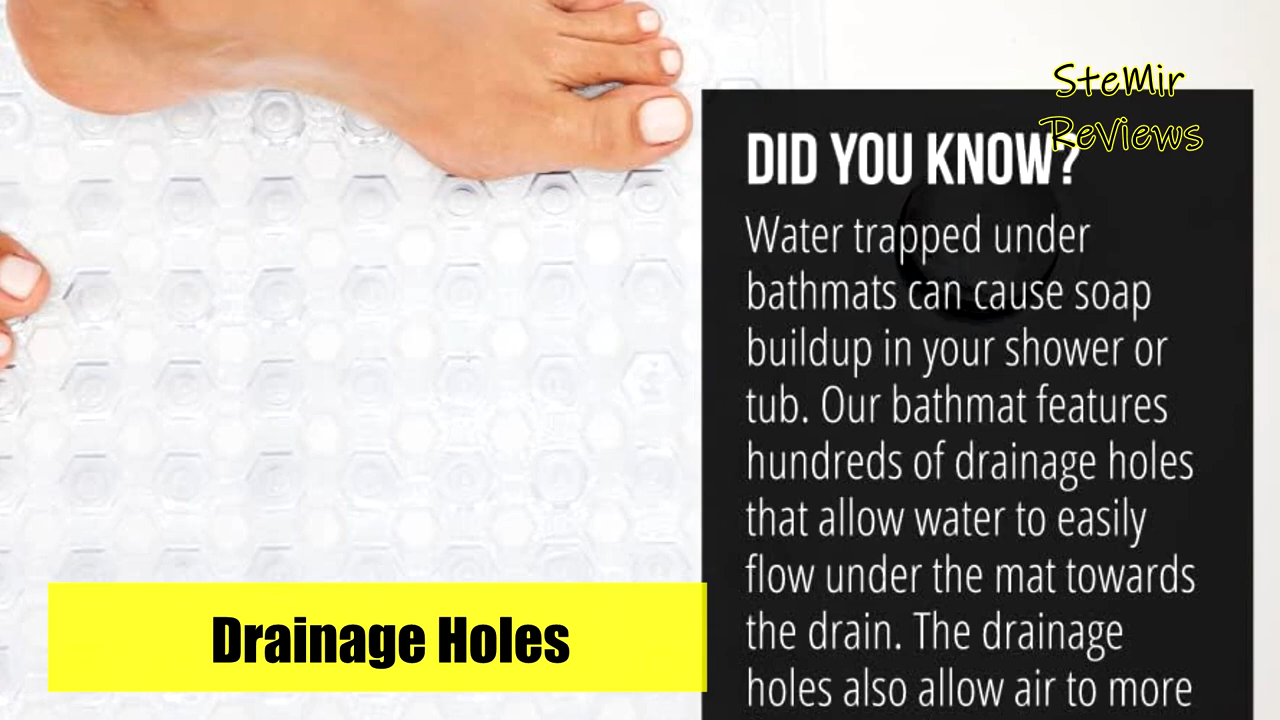 SteMir
ReViews
DID YOU KNOW?
Water trapped under
bathmats can cause soap
buildup in your shower or
tub. Our bathmat features
hundreds of drainage holes
that allow water to easily
flow under the mat towards
the drain. The drainage
holes also allow air to more
Drainage Holes